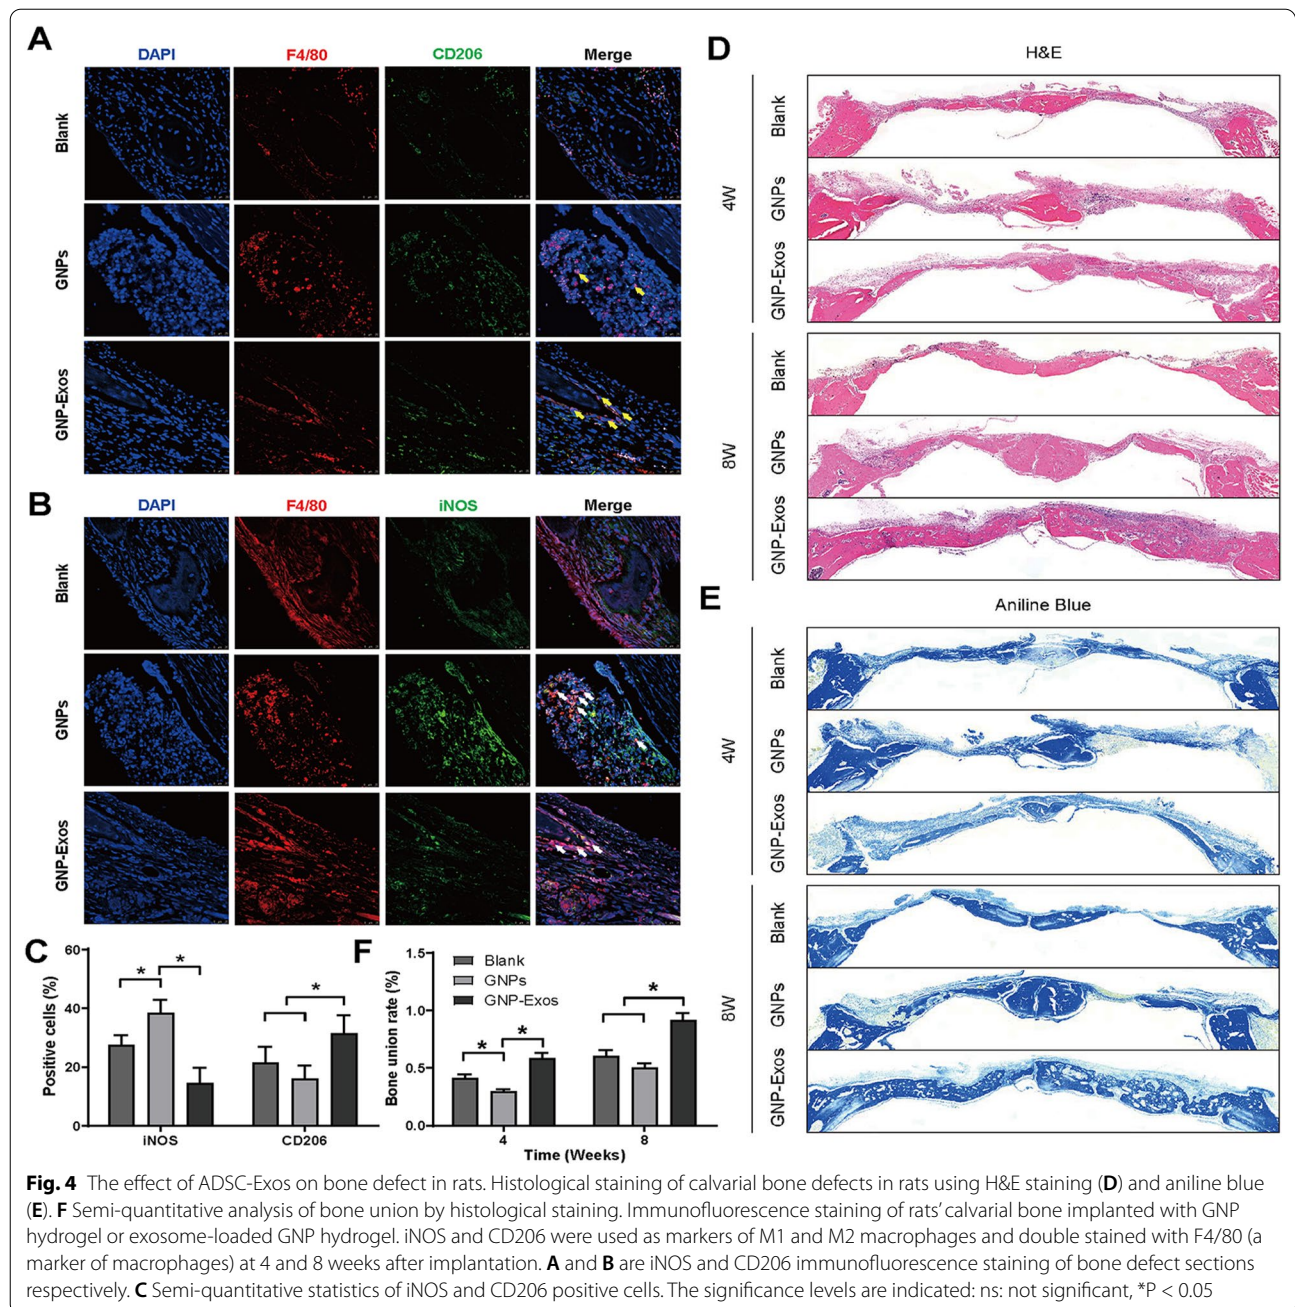 A
DAPI F4/80 CD206 Merge
Blank
GNPs
GNP-Exos
B
DAPI F4/80 iNOS Merge
Blank
GNPs
GNP-Exos
C
Positive cells (%)
60
40
20
0
* *
*
iNOS CD206
F
Bone union rate (%)
1.5
1.0
0.5
0.0
Blank
GNPs
GNP-Exos
* *
*
4 8
Time (Weeks)
D
H&E
4W
Blank
GNPs
GNP-Exos
8W
Blank
GNPs
GNP-Exos
E
Aniline Blue
4W
Blank
GNPs
GNP-Exos
8W
Blank
GNPs
GNP-Exos
Fig. 4 The effect of ADSC-Exos on bone defect in rats. Histological staining of calvarial bone defects in rats using H&E staining (D) and aniline blue
(E). F Semi-quantitative analysis of bone union by histological staining. Immunofluorescence staining of rats’ calvarial bone implanted with GNP
hydrogel or exosome-loaded GNP hydrogel. iNOS and CD206 were used as markers of M1 and M2 macrophages and double stained with F4/80 (a
marker of macrophages) at 4 and 8 weeks after implantation. A and B are iNOS and CD206 immunofluorescence staining of bone defect sections
respectively. C Semi-quantitative statistics of iNOS and CD206 positive cells. The significance levels are indicated: ns: not significant, *P < 0.05